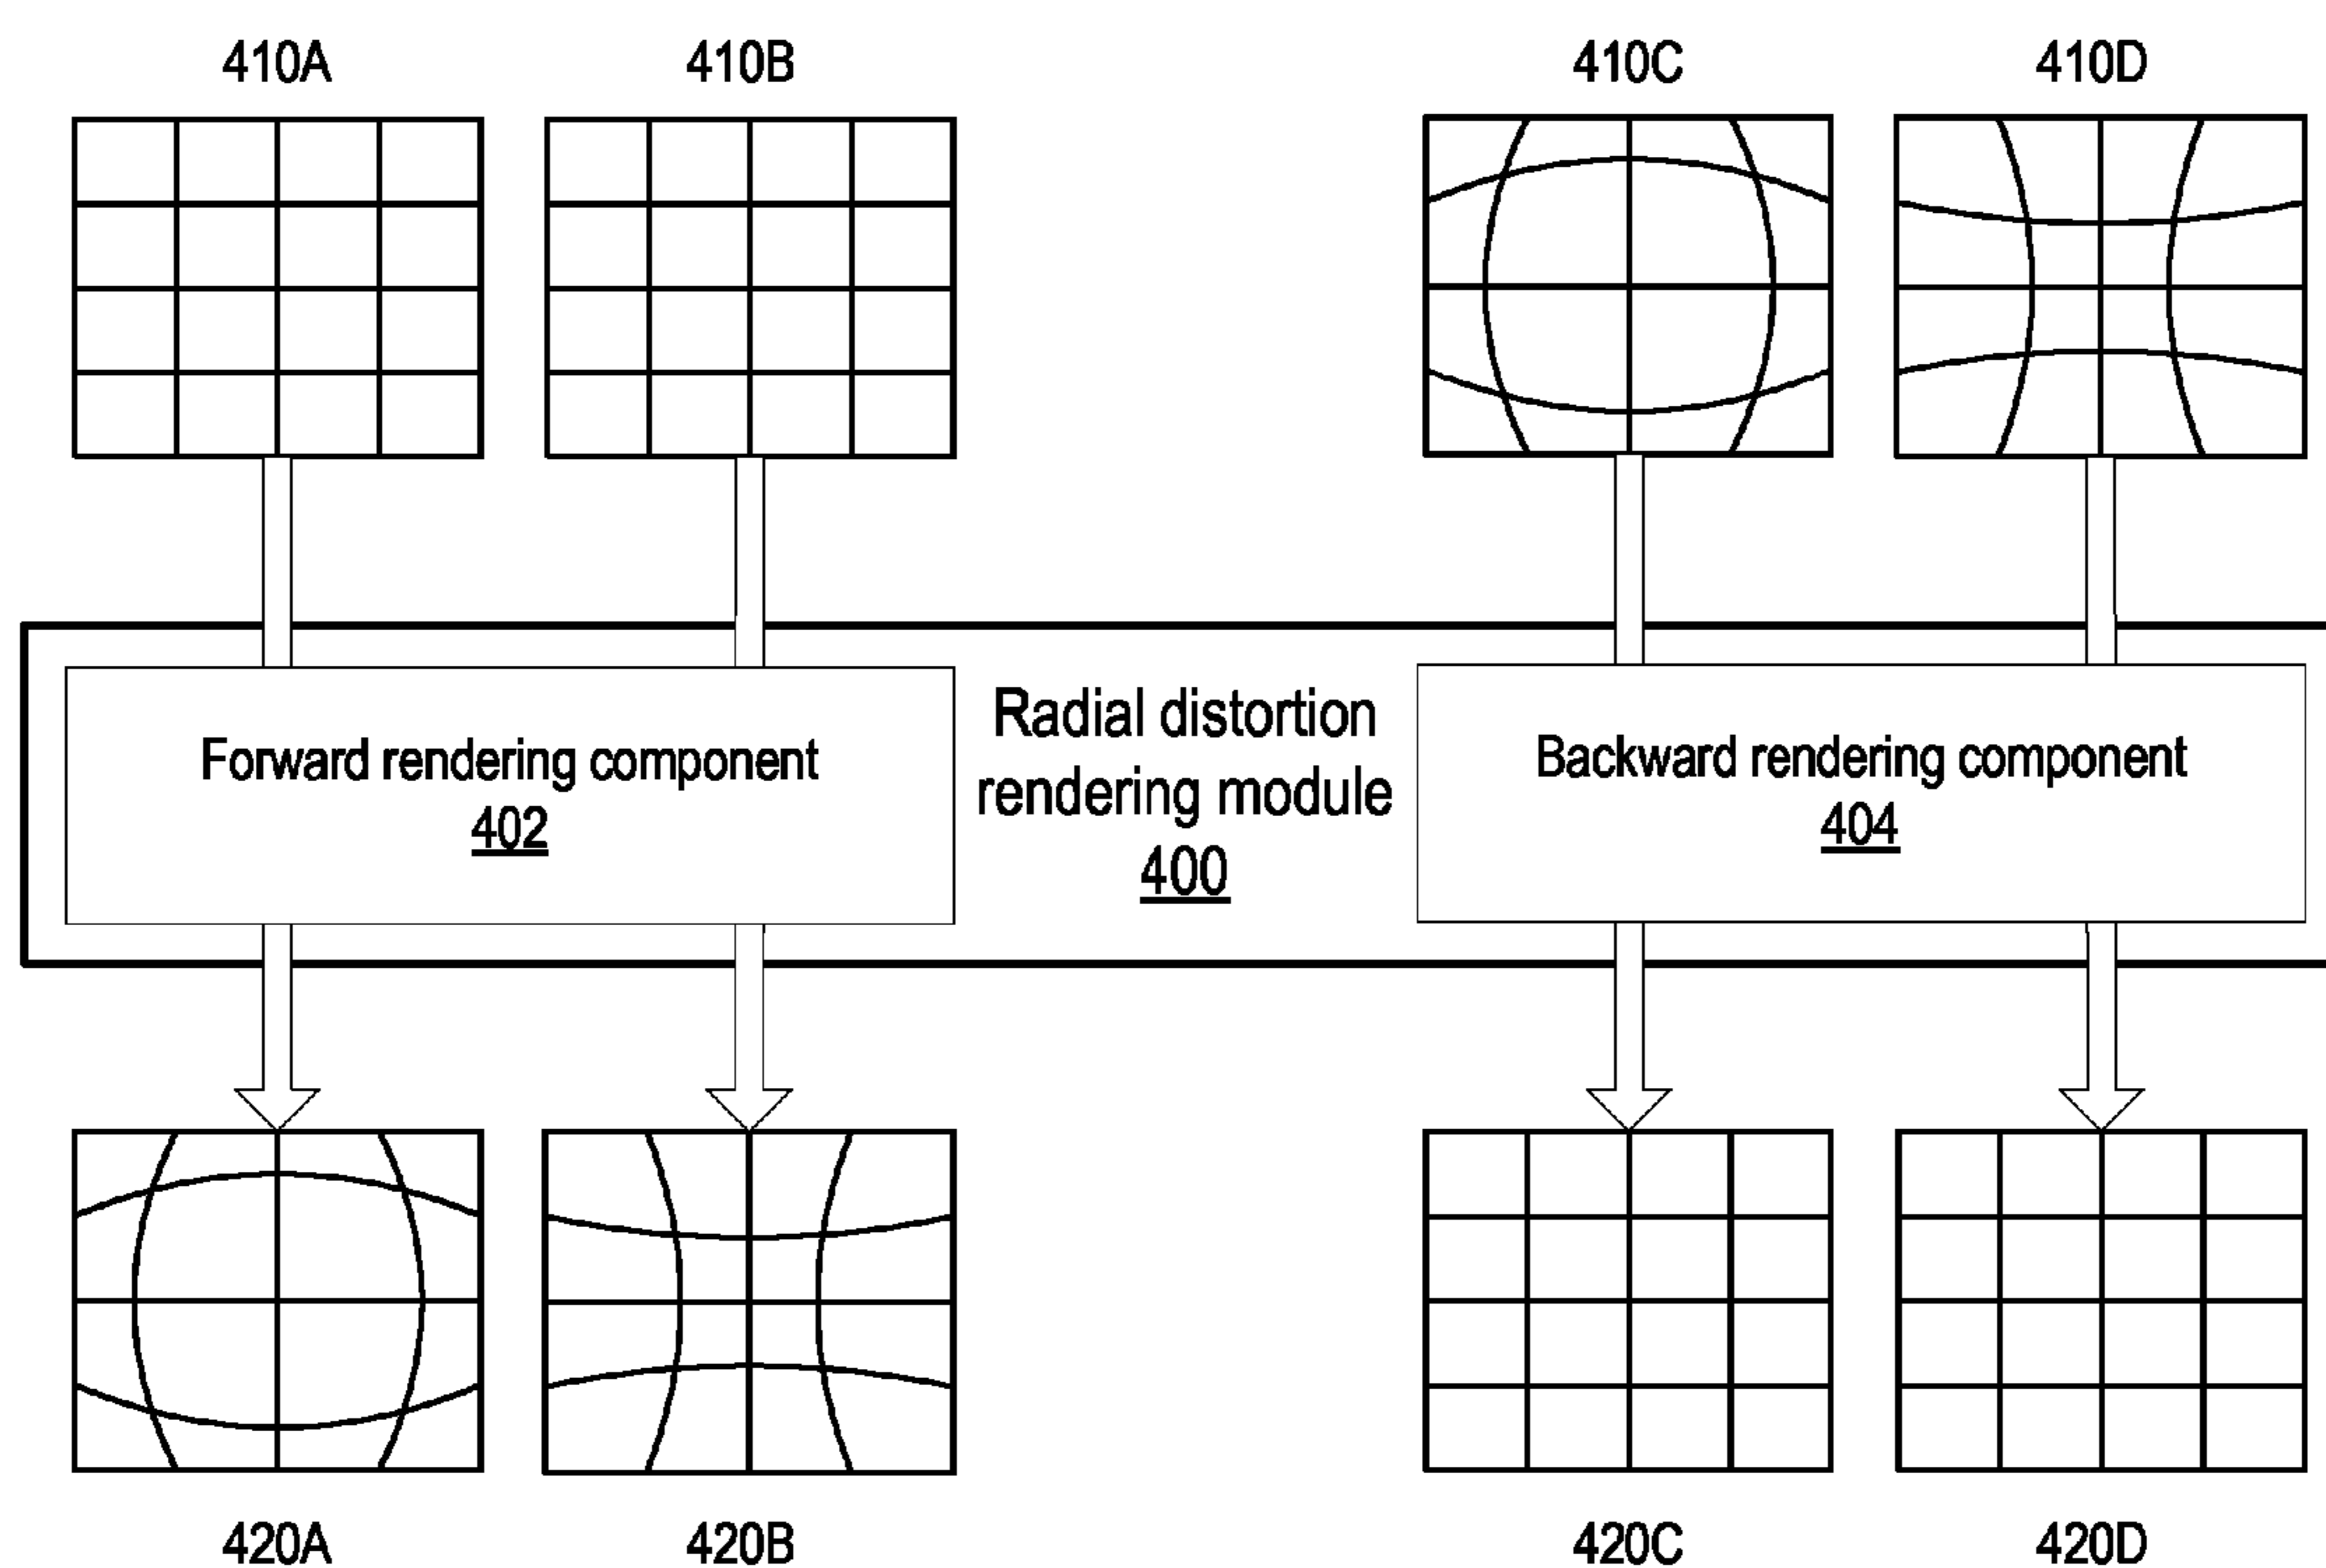 410A
410B
410C
410D
Forward rendering component
402
Radial distortion
rendering module
400
Backward rendering component
404
420A
420B
420C
420D